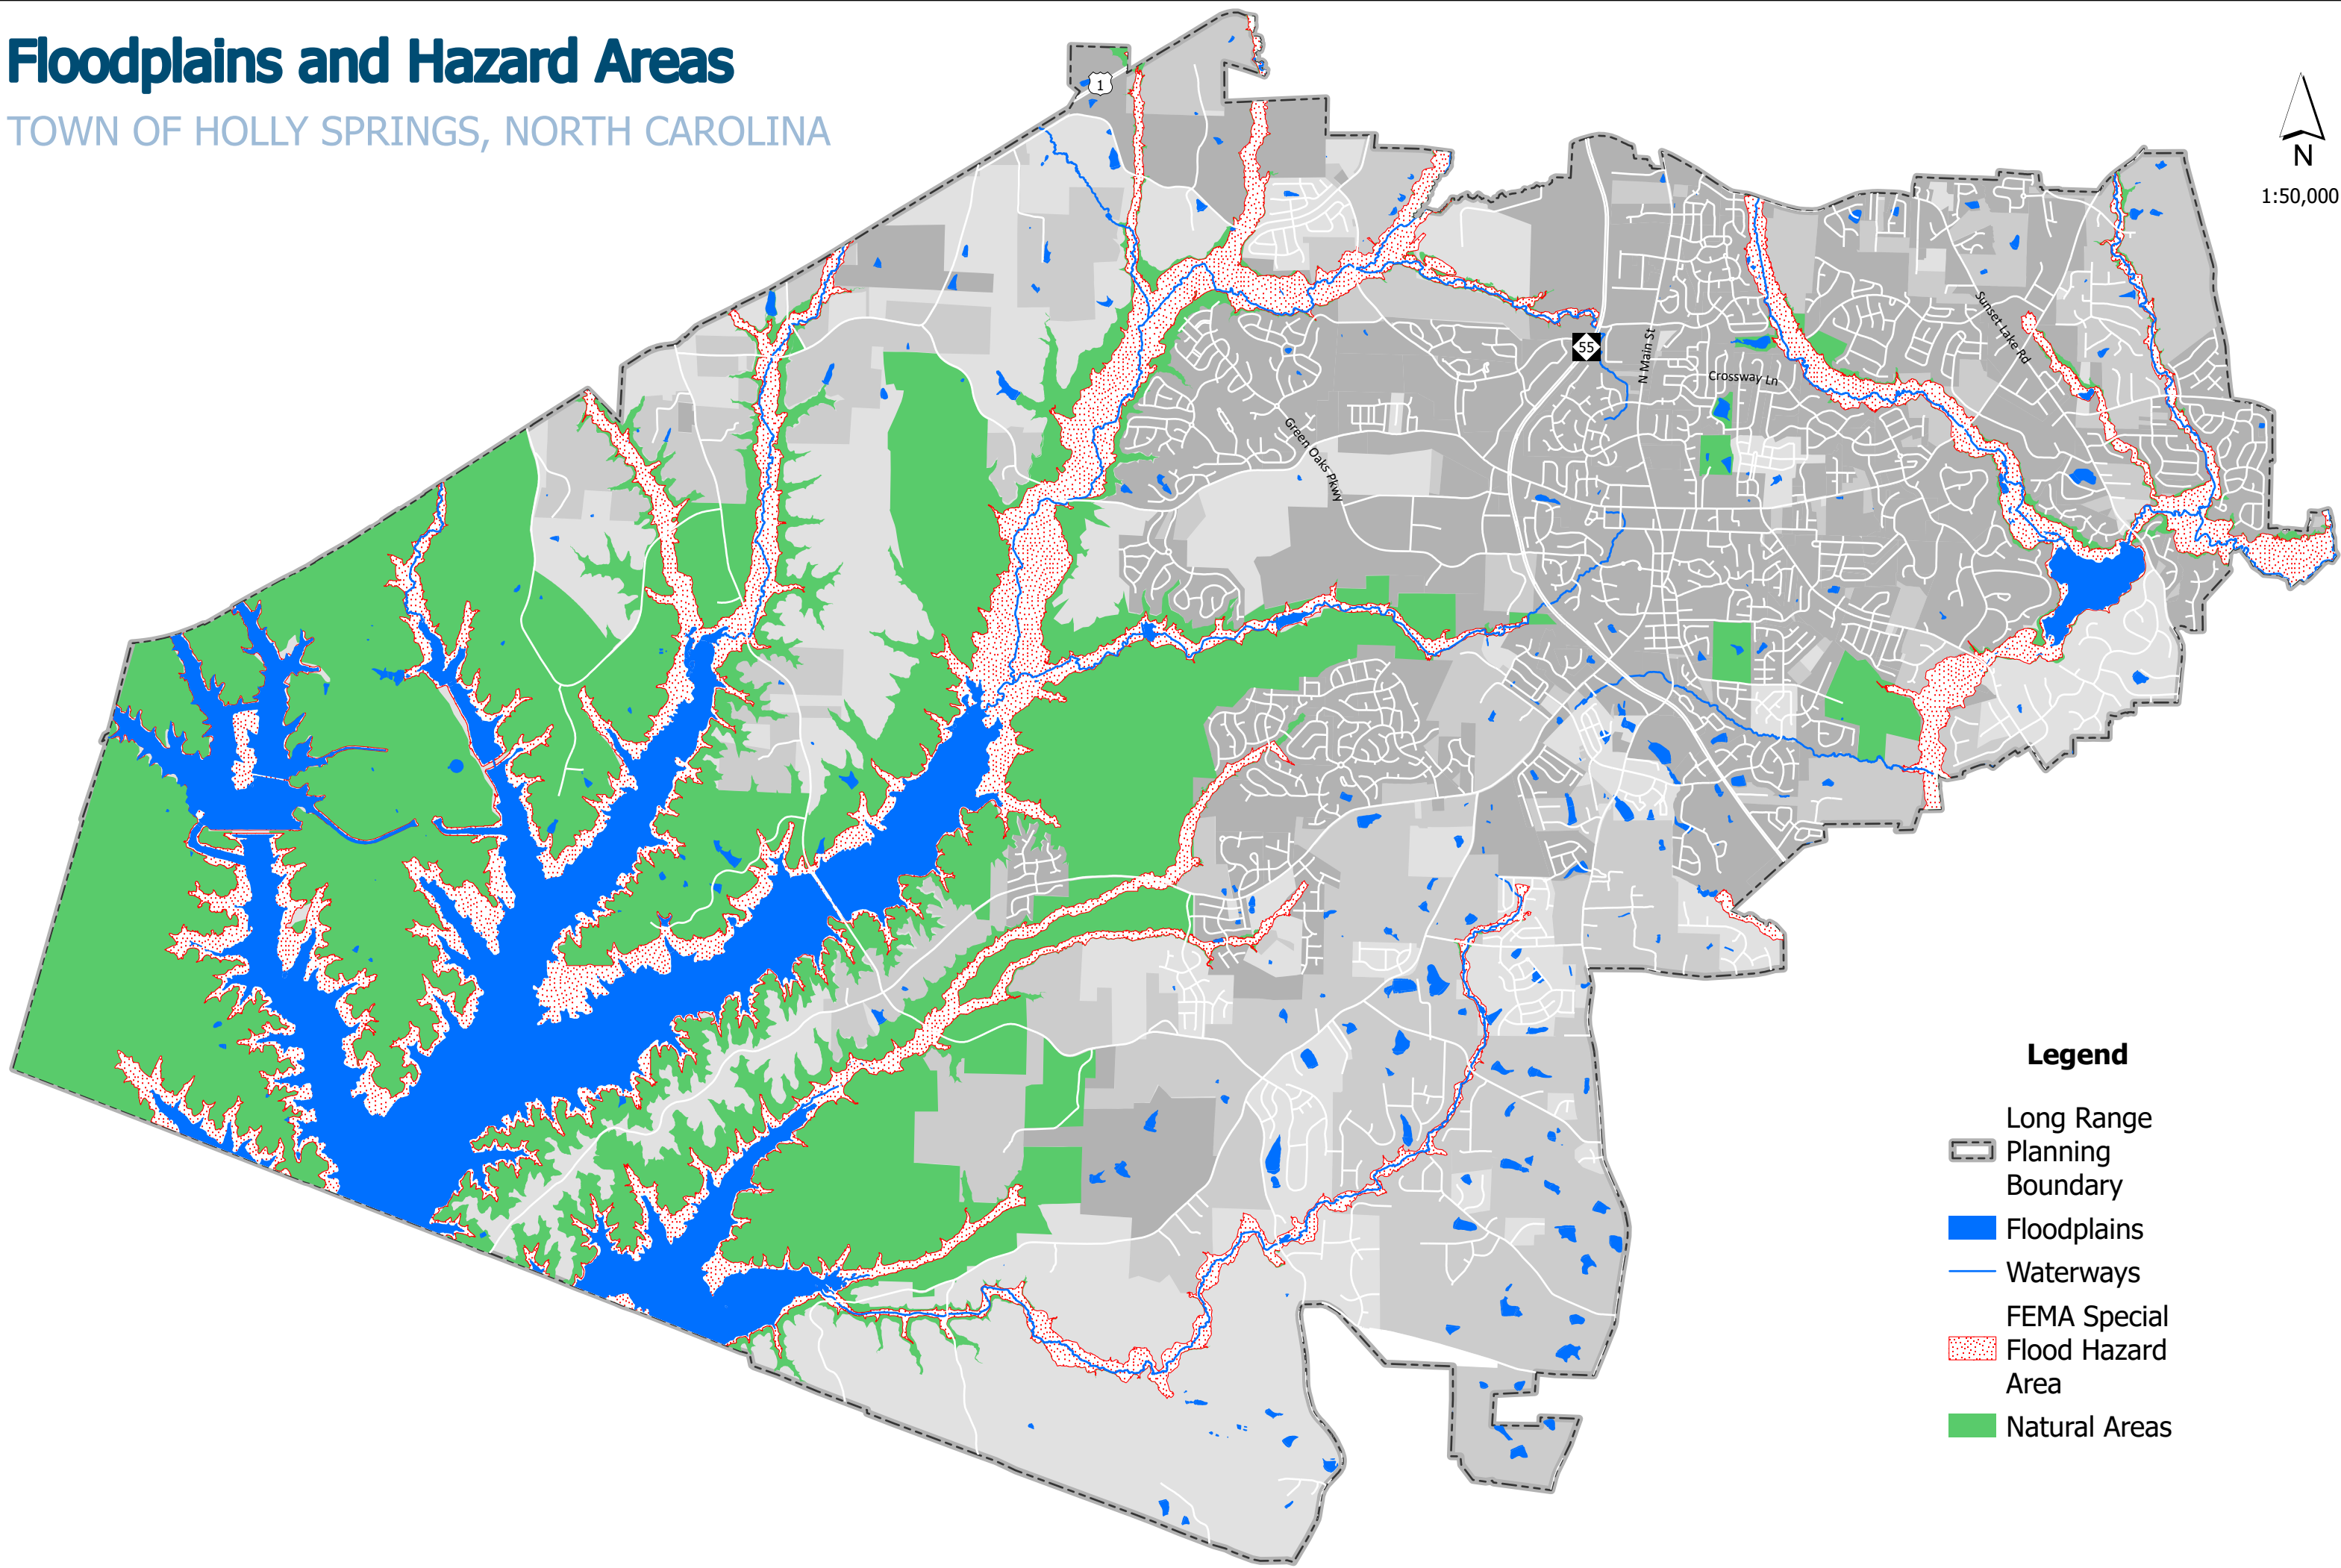 Floodplains and Hazard Areas
TOWN OF HOLLY SPRINGS, NORTH CAROLINA
N
1:50,000
1
55
N Main St
Crossway Ln
Sunset Lake Rd
Green Oaks Pkwy
Legend
Long Range
Planning
Boundary
Floodplains
Waterways
FEMA Special
Flood Hazard
Area
Natural Areas